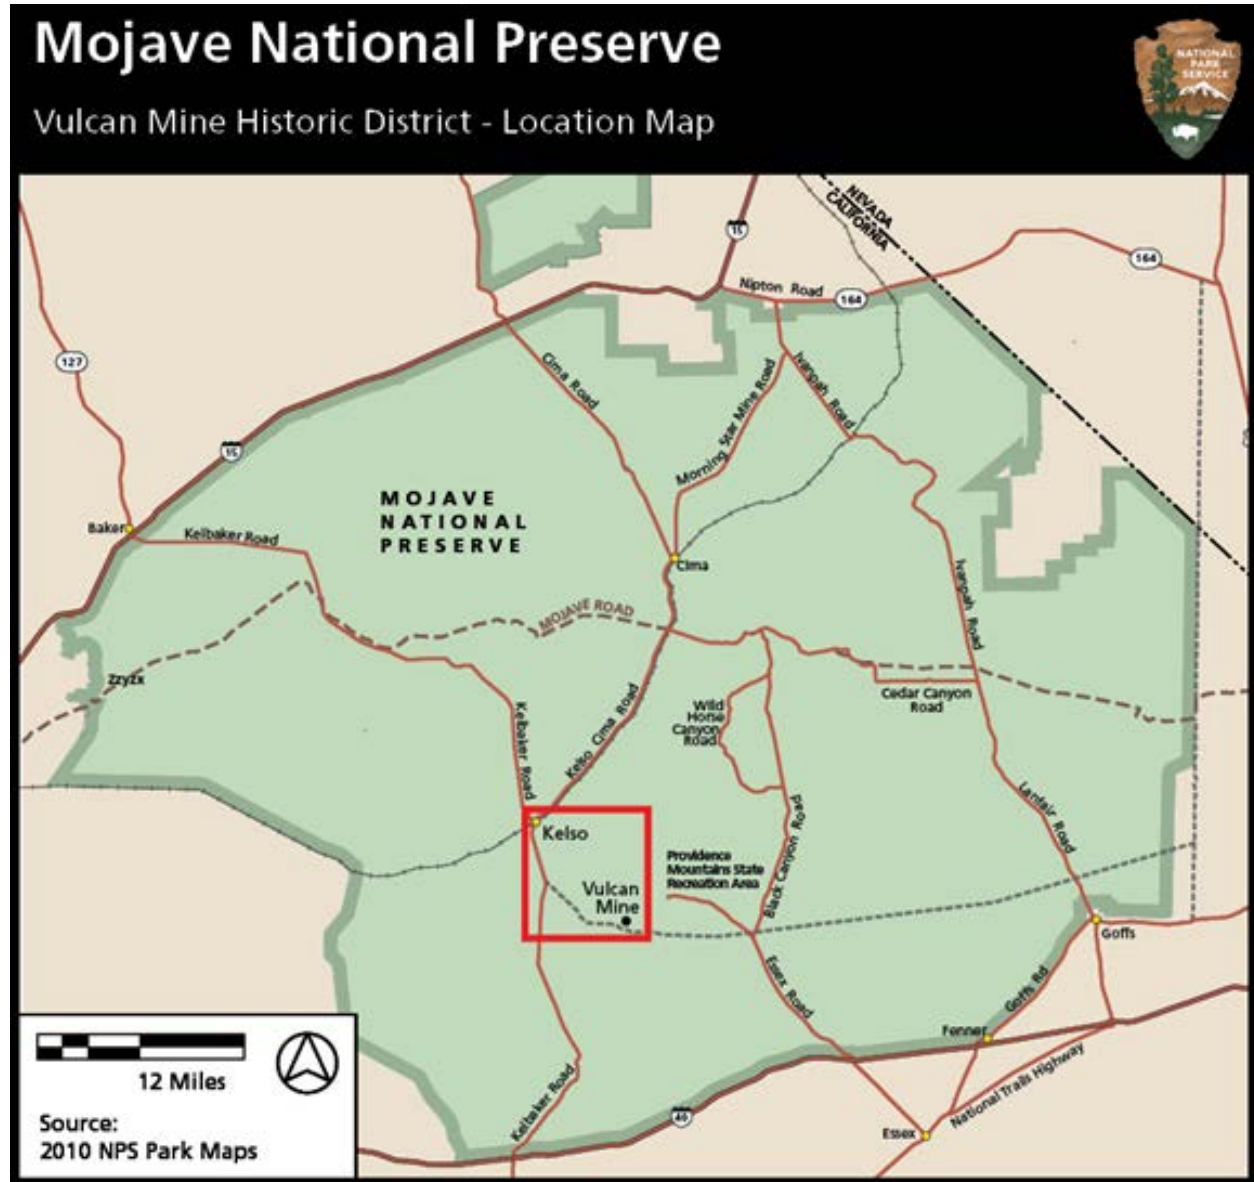 Mojave National Preserve
Vulcan Mine Historic District - Location Map
NATIONAL
PARK
SERVICE
NEVADA
CALIFORNIA
15
164
Nipton Road
164
127
Cima Road
Morning Star Mine Road
Ivanpah Road
15
MOJAVE
NATIONAL
PRESERVE
Baker
Kelbaker Road
Cima
Ivanpah Road
MOJAVE ROAD
Zzyzx
Cedar Canyon
Road
Wild
Horse
Canyon
Road
Kelbaker Road
Kelso Cima Road
Lanfair Road
Kelso
Black Canyon Road
Providence
Mountains State
Recreation Area
Vulcan
Mine
Goffs
Essex Road
Goffs Rd
Fenner
National Trails Highway
Kelbaker Road
40
Essex
12 Miles
Source:
2010 NPS Park Maps